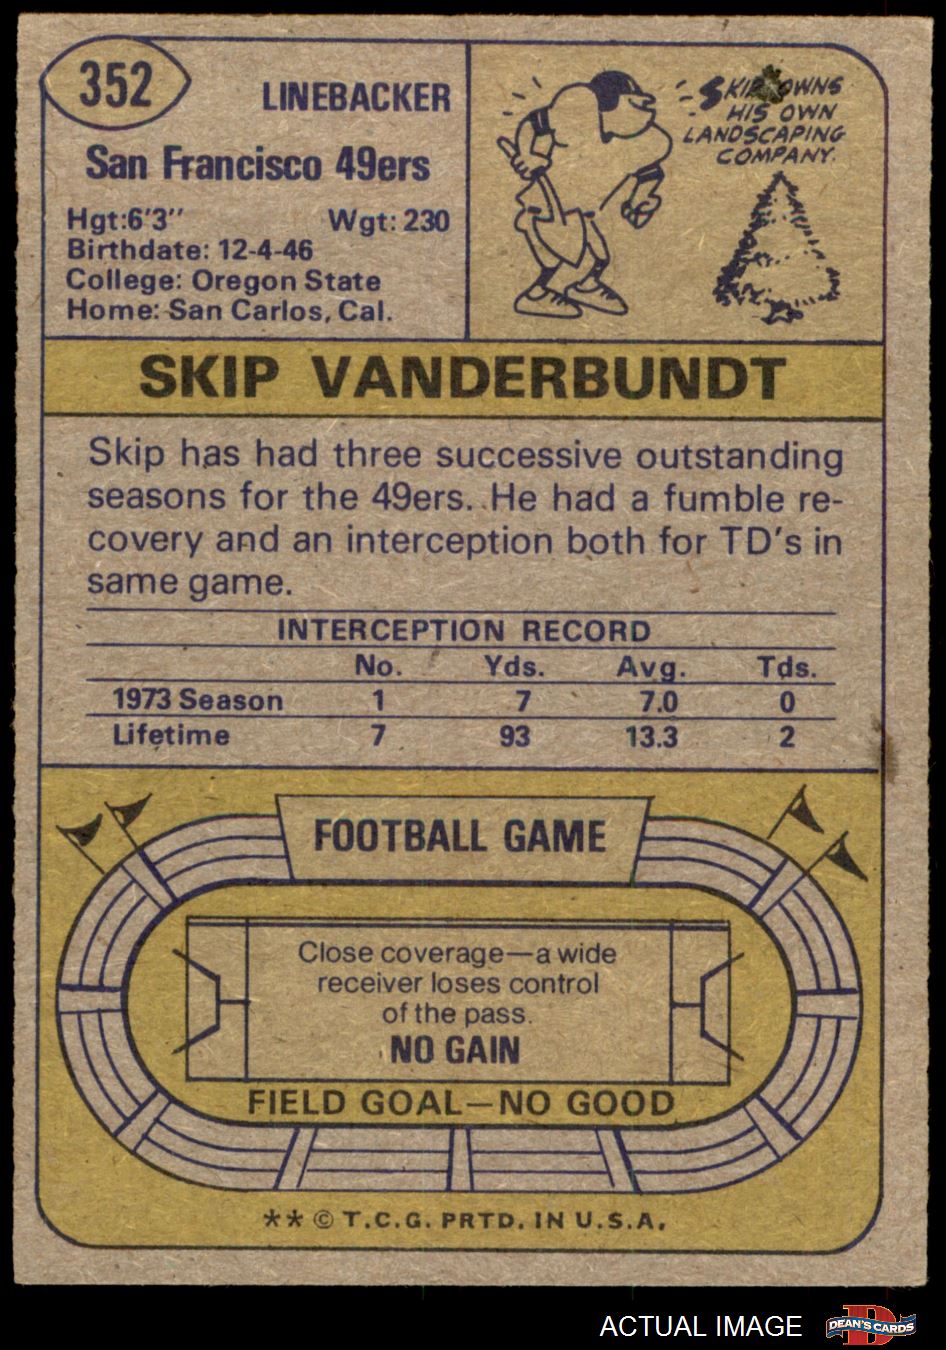 352
LINEBACKER
San Francisco 49ers
Hgt:6'3" Wgt: 230
Birthdate: 12-4-46
College: Oregon State
Home: San Carlos, Cal.
SKIP OWNS
HIS OWN
LANDSCAPING
COMPANY.
SKIP VANDERBUNDT
Skip has had three successive outstanding
seasons for the 49ers. He had a fumble re-
covery and an interception both for TD's in
same game.
INTERCEPTION RECORD
No. Yds. Avg. Tds.
1973 Season 1 7 7.0 0
Lifetime 7 93 13.3 2
FOOTBALL GAME
Close coverage—a wide
receiver loses control
of the pass.
NO GAIN
FIELD GOAL—NO GOOD
** © T.C.G. PRTD. IN U.S.A.
ACTUAL IMAGE
DEAN'S CARDS